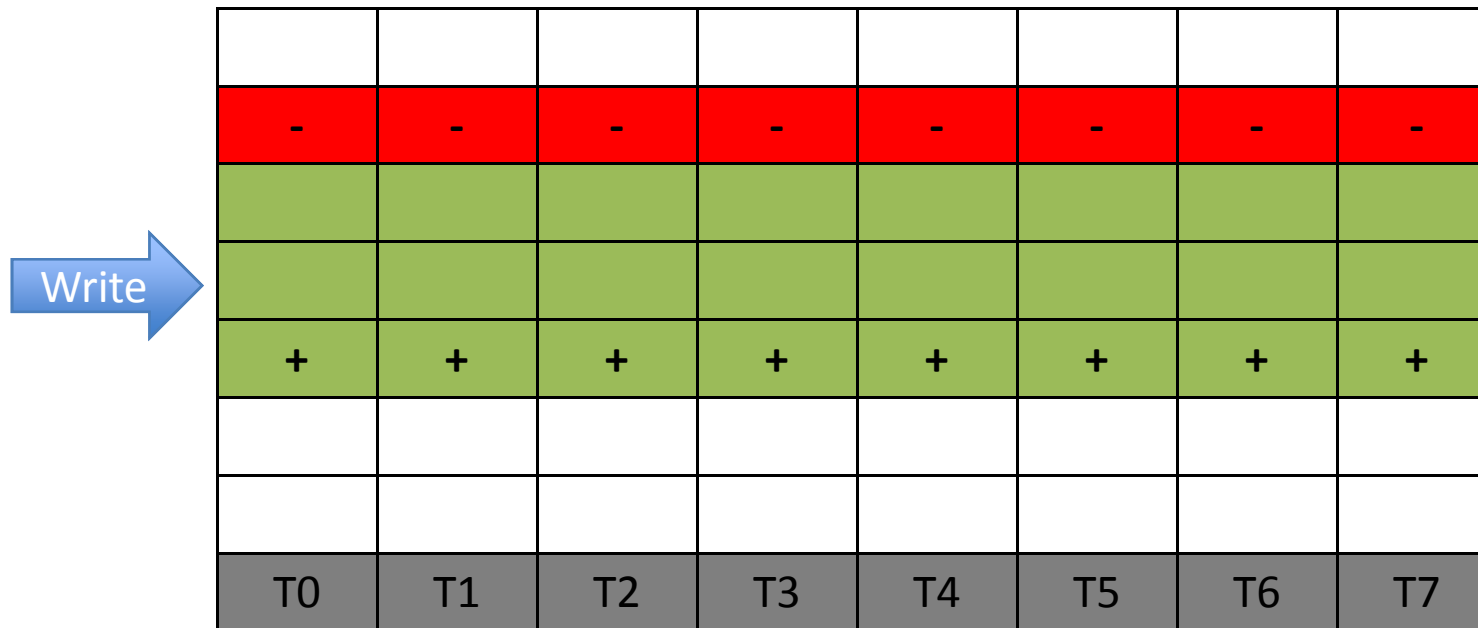 - - - - - - - -
Write
+ + + + + + + +
T0 T1 T2 T3 T4 T5 T6 T7